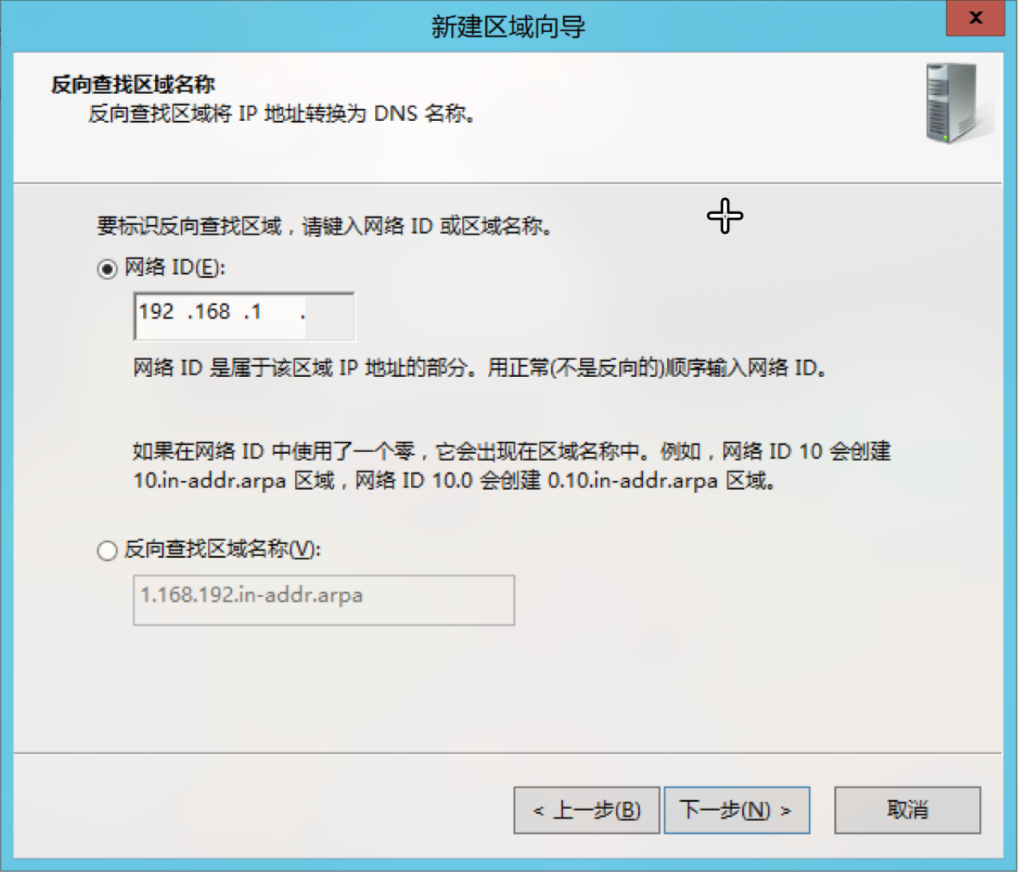 新建区域向导
x
反向查找区域名称
反向查找区域将 IP 地址转换为 DNS 名称。
要标识反向查找区域，请键入网络 ID 或区域名称。
网络 ID(E):
192 .168 .1 .
网络 ID 是属于该区域 IP 地址的部分。用正常(不是反向的)顺序输入网络 ID。
如果在网络 ID 中使用了一个零，它会出现在区域名称中。例如，网络 ID 10 会创建
10.in-addr.arpa 区域，网络 ID 10.0 会创建 0.10.in-addr.arpa 区域。
反向查找区域名称(V):
1.168.192.in-addr.arpa
< 上一步(B) 下一步(N) > 取消